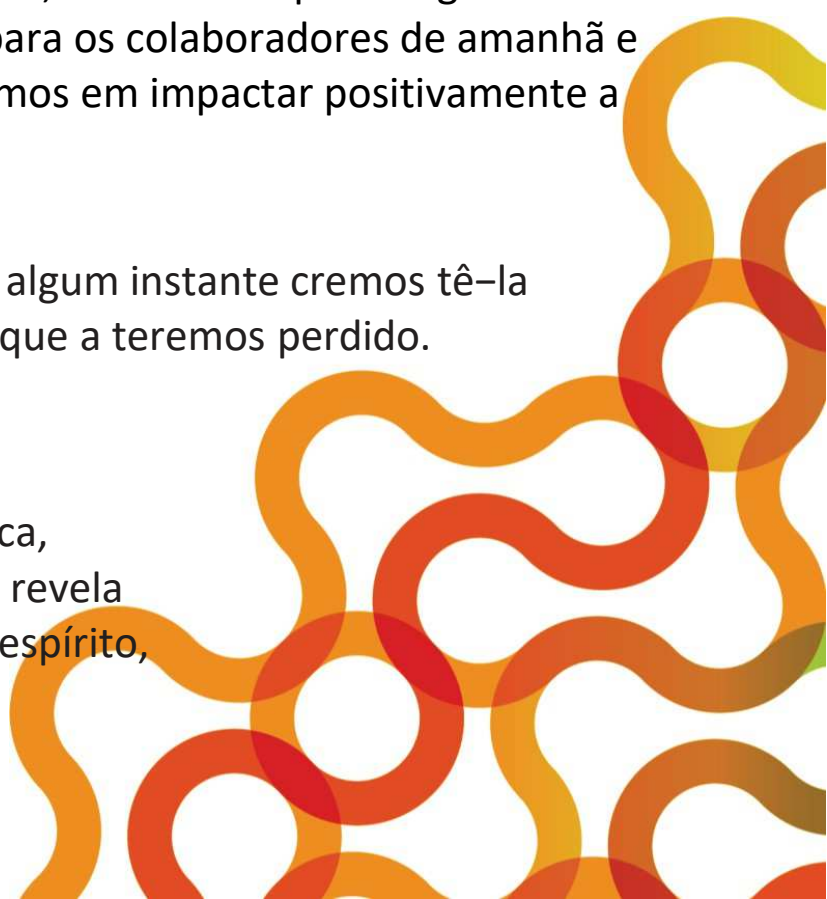 para os colaboradores de amanhã e
mos em impactar positivamente a
algum instante cremos tê–la
que a teremos perdido.
ca,
revela
espírito,